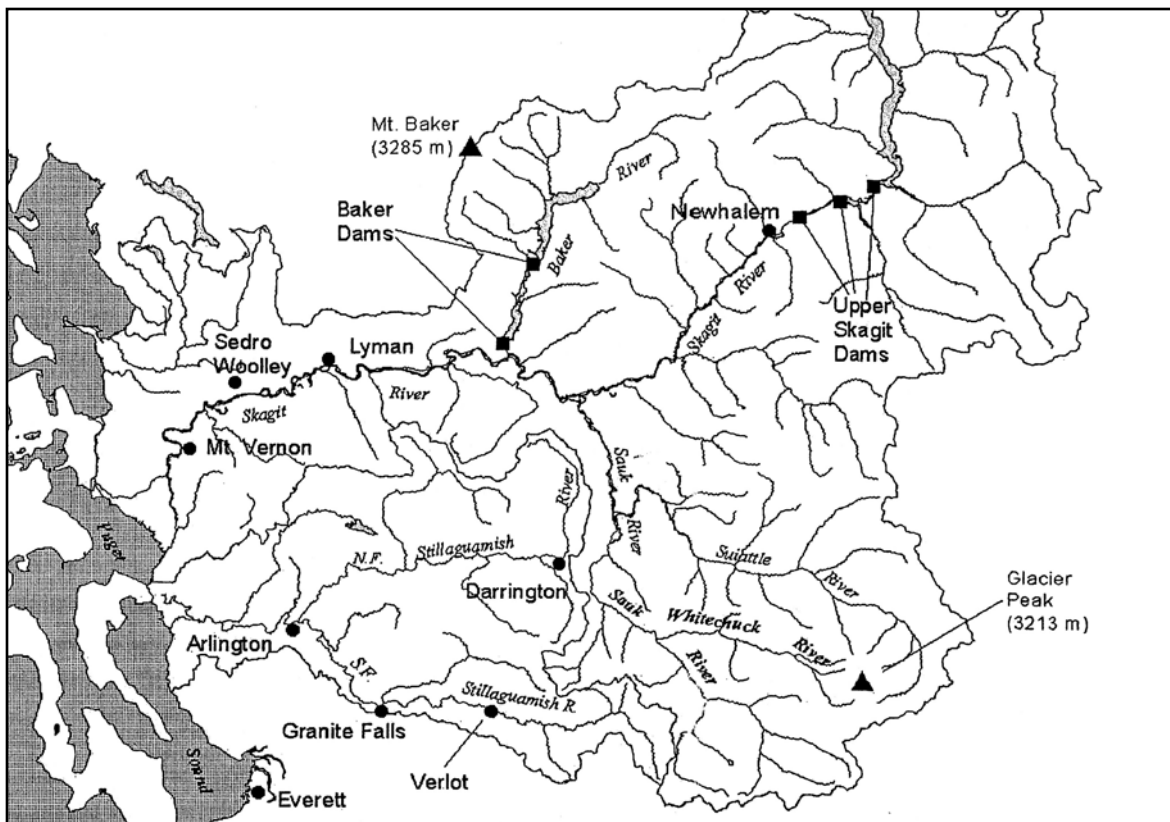 Mt. Baker
(3285 m)
River
Baker
Dams
Newhalem
Baker
River
Upper
Skagit
Dams
Skagit
Sedro
Woolley
Lyman
River
Skagit
Mt. Vernon
Sauk
River
River
Puget
Stillaguamish
N.F.
Suiattle
Darrington
River
Glacier
Peak
(3213 m)
Sauk
Whitechuck
River
Arlington
River
S.F.
Stillaguamish R.
Granite Falls
Verlot
Sound
Everett